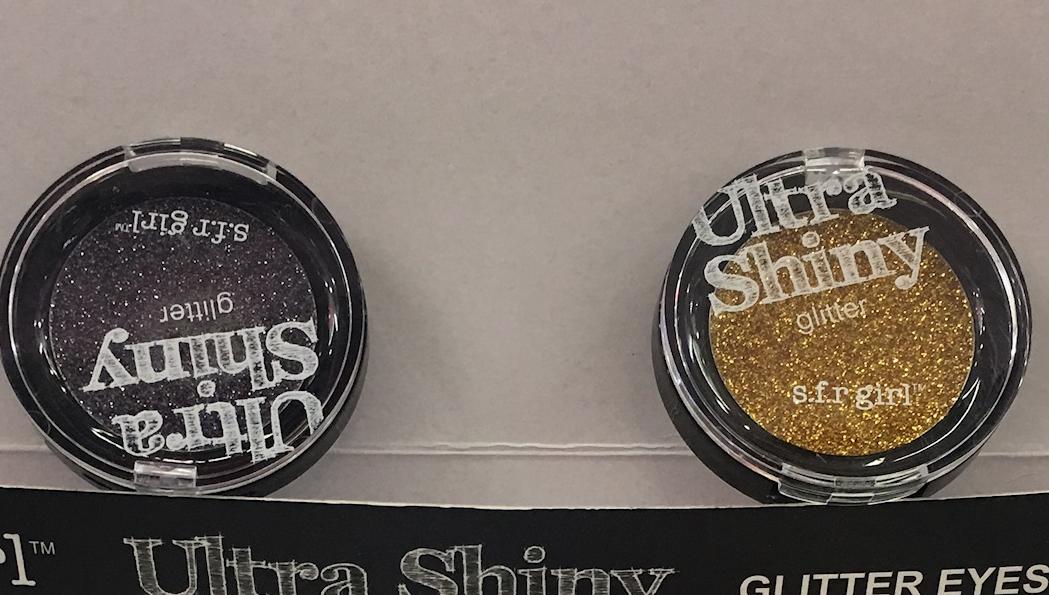 s.f.r girl™
glitter
Shiny
Ultra
Ultra
Shiny
glitter
s.f.r girl™
Ultra Shiny
GLITTER EYES